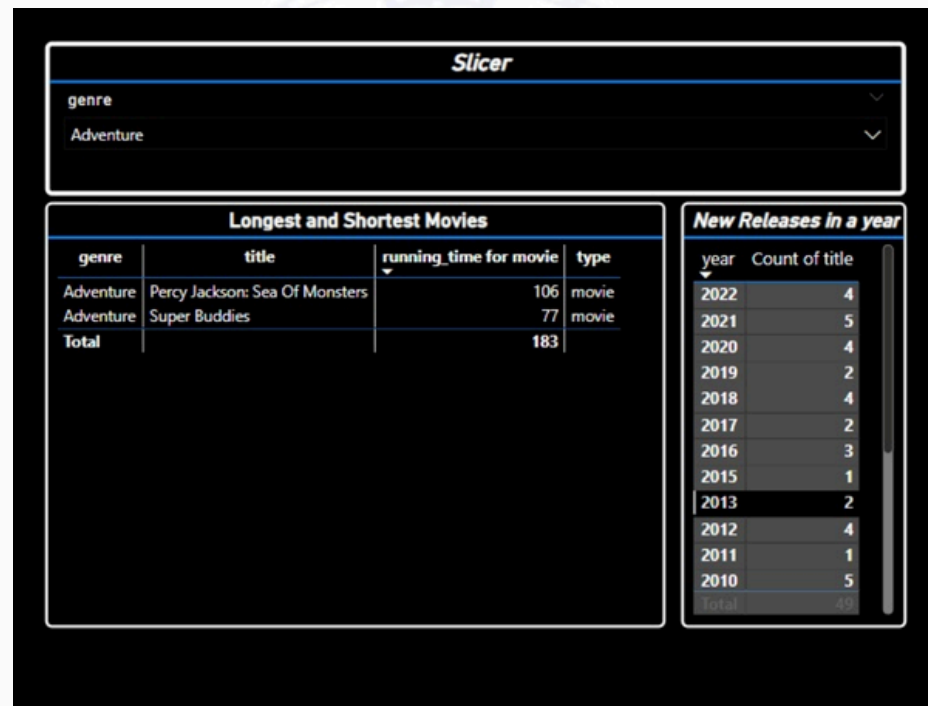 Slicer
genre
Adventure
Longest and Shortest Movies
genre title running_time for movie type
Adventure Percy Jackson: Sea Of Monsters 106 movie
Adventure Super Buddies 77 movie
Total 183
New Releases in a year
year Count of title
2022 4
2021 5
2020 4
2019 2
2018 4
2017 2
2016 3
2015 1
2013 2
2012 4
2011 1
2010 5
Total 49